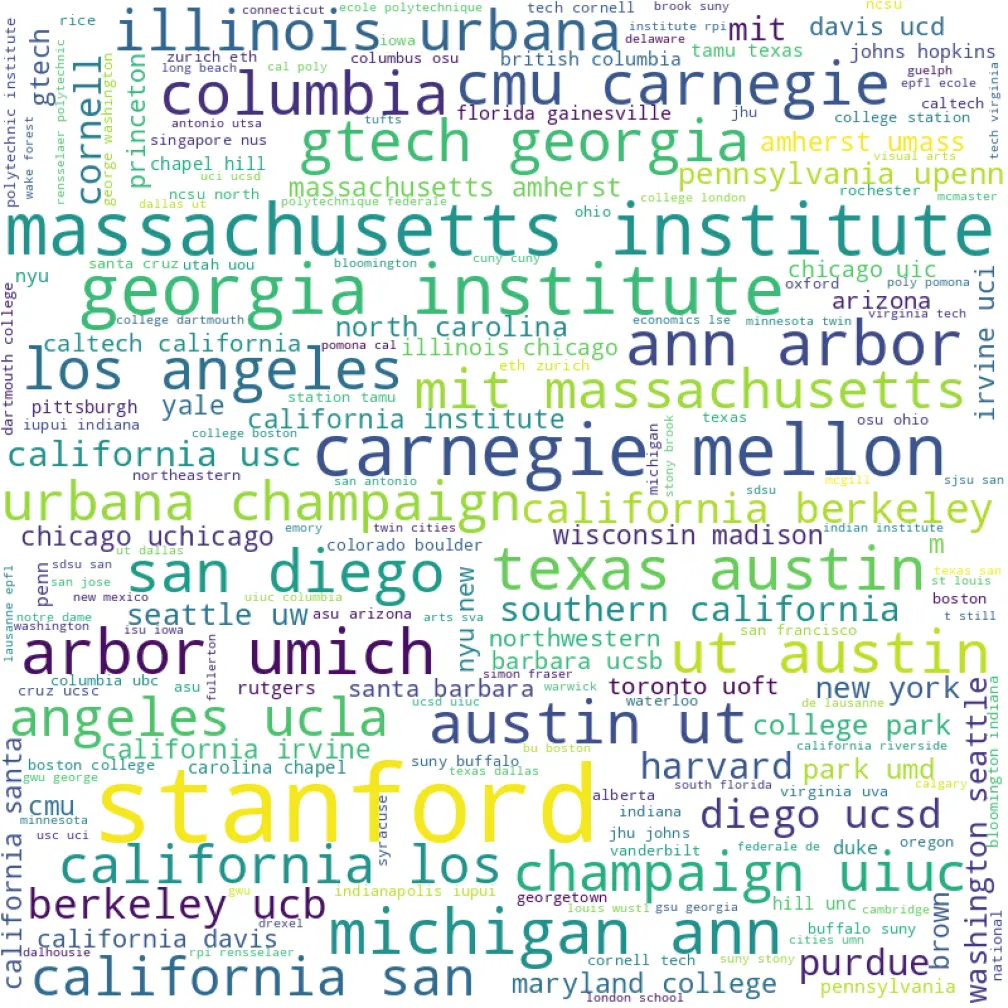 connecticut
ecole polytechnique
tech cornell
brook suny
ncsu
rice
illinois urbana
institute rpi
mit
davis ucd
iowa
delaware
polytechnic institute
gtech
cornell
zurich eth
columbus osu
tamu texas
johns hopkins
long beach
cal poly
british columbia
guelph
epfl ecole
rensselaer polytechnic
george washington
princeton
columbia
cmu carnegie
caltech
tech virginia
wake forest
antonio utsa
tufts
florida gainesville
jhu
college station
singapore nus
gtech georgia
amherst umass
chapel hill
visual arts
uci ucsd
ncsu north
massachusetts amherst
pennsylvania upenn
dallas ut
polytechnique federale
college london
rochester
mcmaster
massachusetts institute
ohio
santa cruz
utah uou
bloomington
cuny cuny
chicago uic
nyu
georgia institute
oxford
poly pomona
irvine uci
dartmouth college
arizona
college dartmouth
north carolina
economics lse
minnesota twin
virginia tech
caltech california
pomona cal
illinois chicago
ann arbor
los angeles
eth zurich
mit massachusetts
station tamu
pittsburgh
yale
iupui indiana
california institute
texas
osu ohio
college boston
california usc
carnegie mellon
michigan
stony brook
northeastern
san antonio
sdsu
mcgill
sjsu san
urbana champaign
california berkeley
chicago uchicago
emory
twin cities
wisconsin madison
indian institute
m
ut dallas
colorado boulder
sdsu san
penn
san diego
texas austin
texas san
san jose
st louis
lausanne epfl
new mexico
uiuc columbia
nyu new
notre dame
seattle uw
asu arizona
arts sva
southern california
boston
t still
washington
isu iowa
northwestern
san francisco
arbor umich
barbara ucsb
ut austin
fullerton
simon fraser
columbia ubc
cruz ucsc
asu
rutgers
santa barbara
warwick
toronto uoft
new york
ucsd uiuc
waterloo
de lausanne
angeles ucla
austin ut
college park
washington seattle
bloomington indiana
california santa
california irvine
bu boston
california riverside
boston college
carolina chapel
suny buffalo
harvard
park umd
gwu george
texas dallas
south florida
calgary
stanford
alberta
virginia uva
cmu
syracuse
indiana
diego ucsd
minnesota
jhu johns
usc uci
vanderbilt
federale de
duke
oregon
california los
champaign uiuc
berkeley ucb
gwu
indianapolis iupui
georgetown
louis wustl
gsu georgia
hill unc
cambridge
brown
drexel
michigan ann
california davis
buffalo suny
cities umn
national
dalhousie
rpi rensselaer
cornell tech
suny stony
purdue
california san
maryland college
pennsylvania
london school